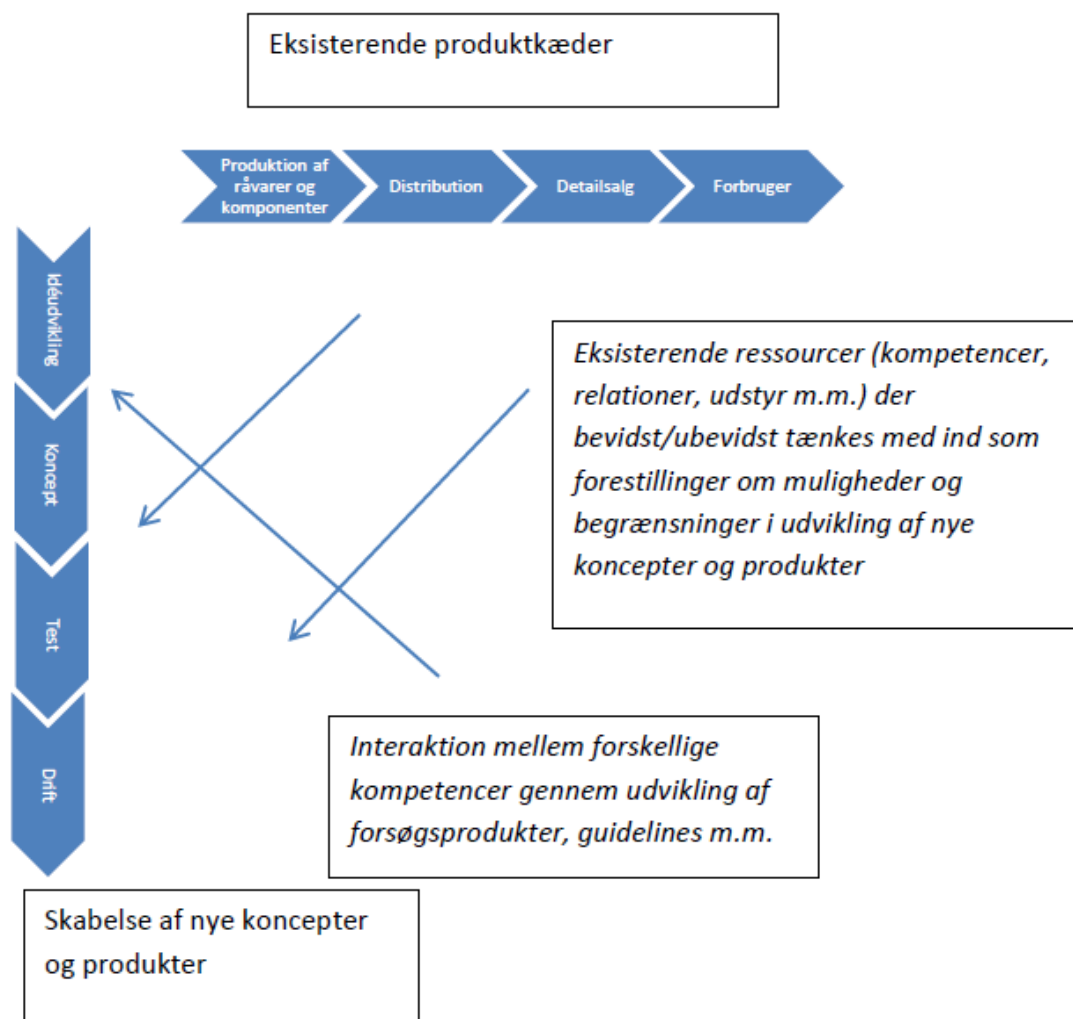 Eksisterende produktkæder
Produktion af
råvarer og
komponenter
Distribution
Detailsalg
Forbruger
Idéudvikling
Koncept
Test
Drift
Eksisterende ressourcer (kompetencer,
relationer, udstyr m.m.) der
bevidst/ubevidst tænkes med ind som
forestillinger om muligheder og
begrænsninger i udvikling af nye
koncepter og produkter
Interaktion mellem forskellige
kompetencer gennem udvikling af
forsøgsprodukter, guidelines m.m.
Skabelse af nye koncepter
og produkter